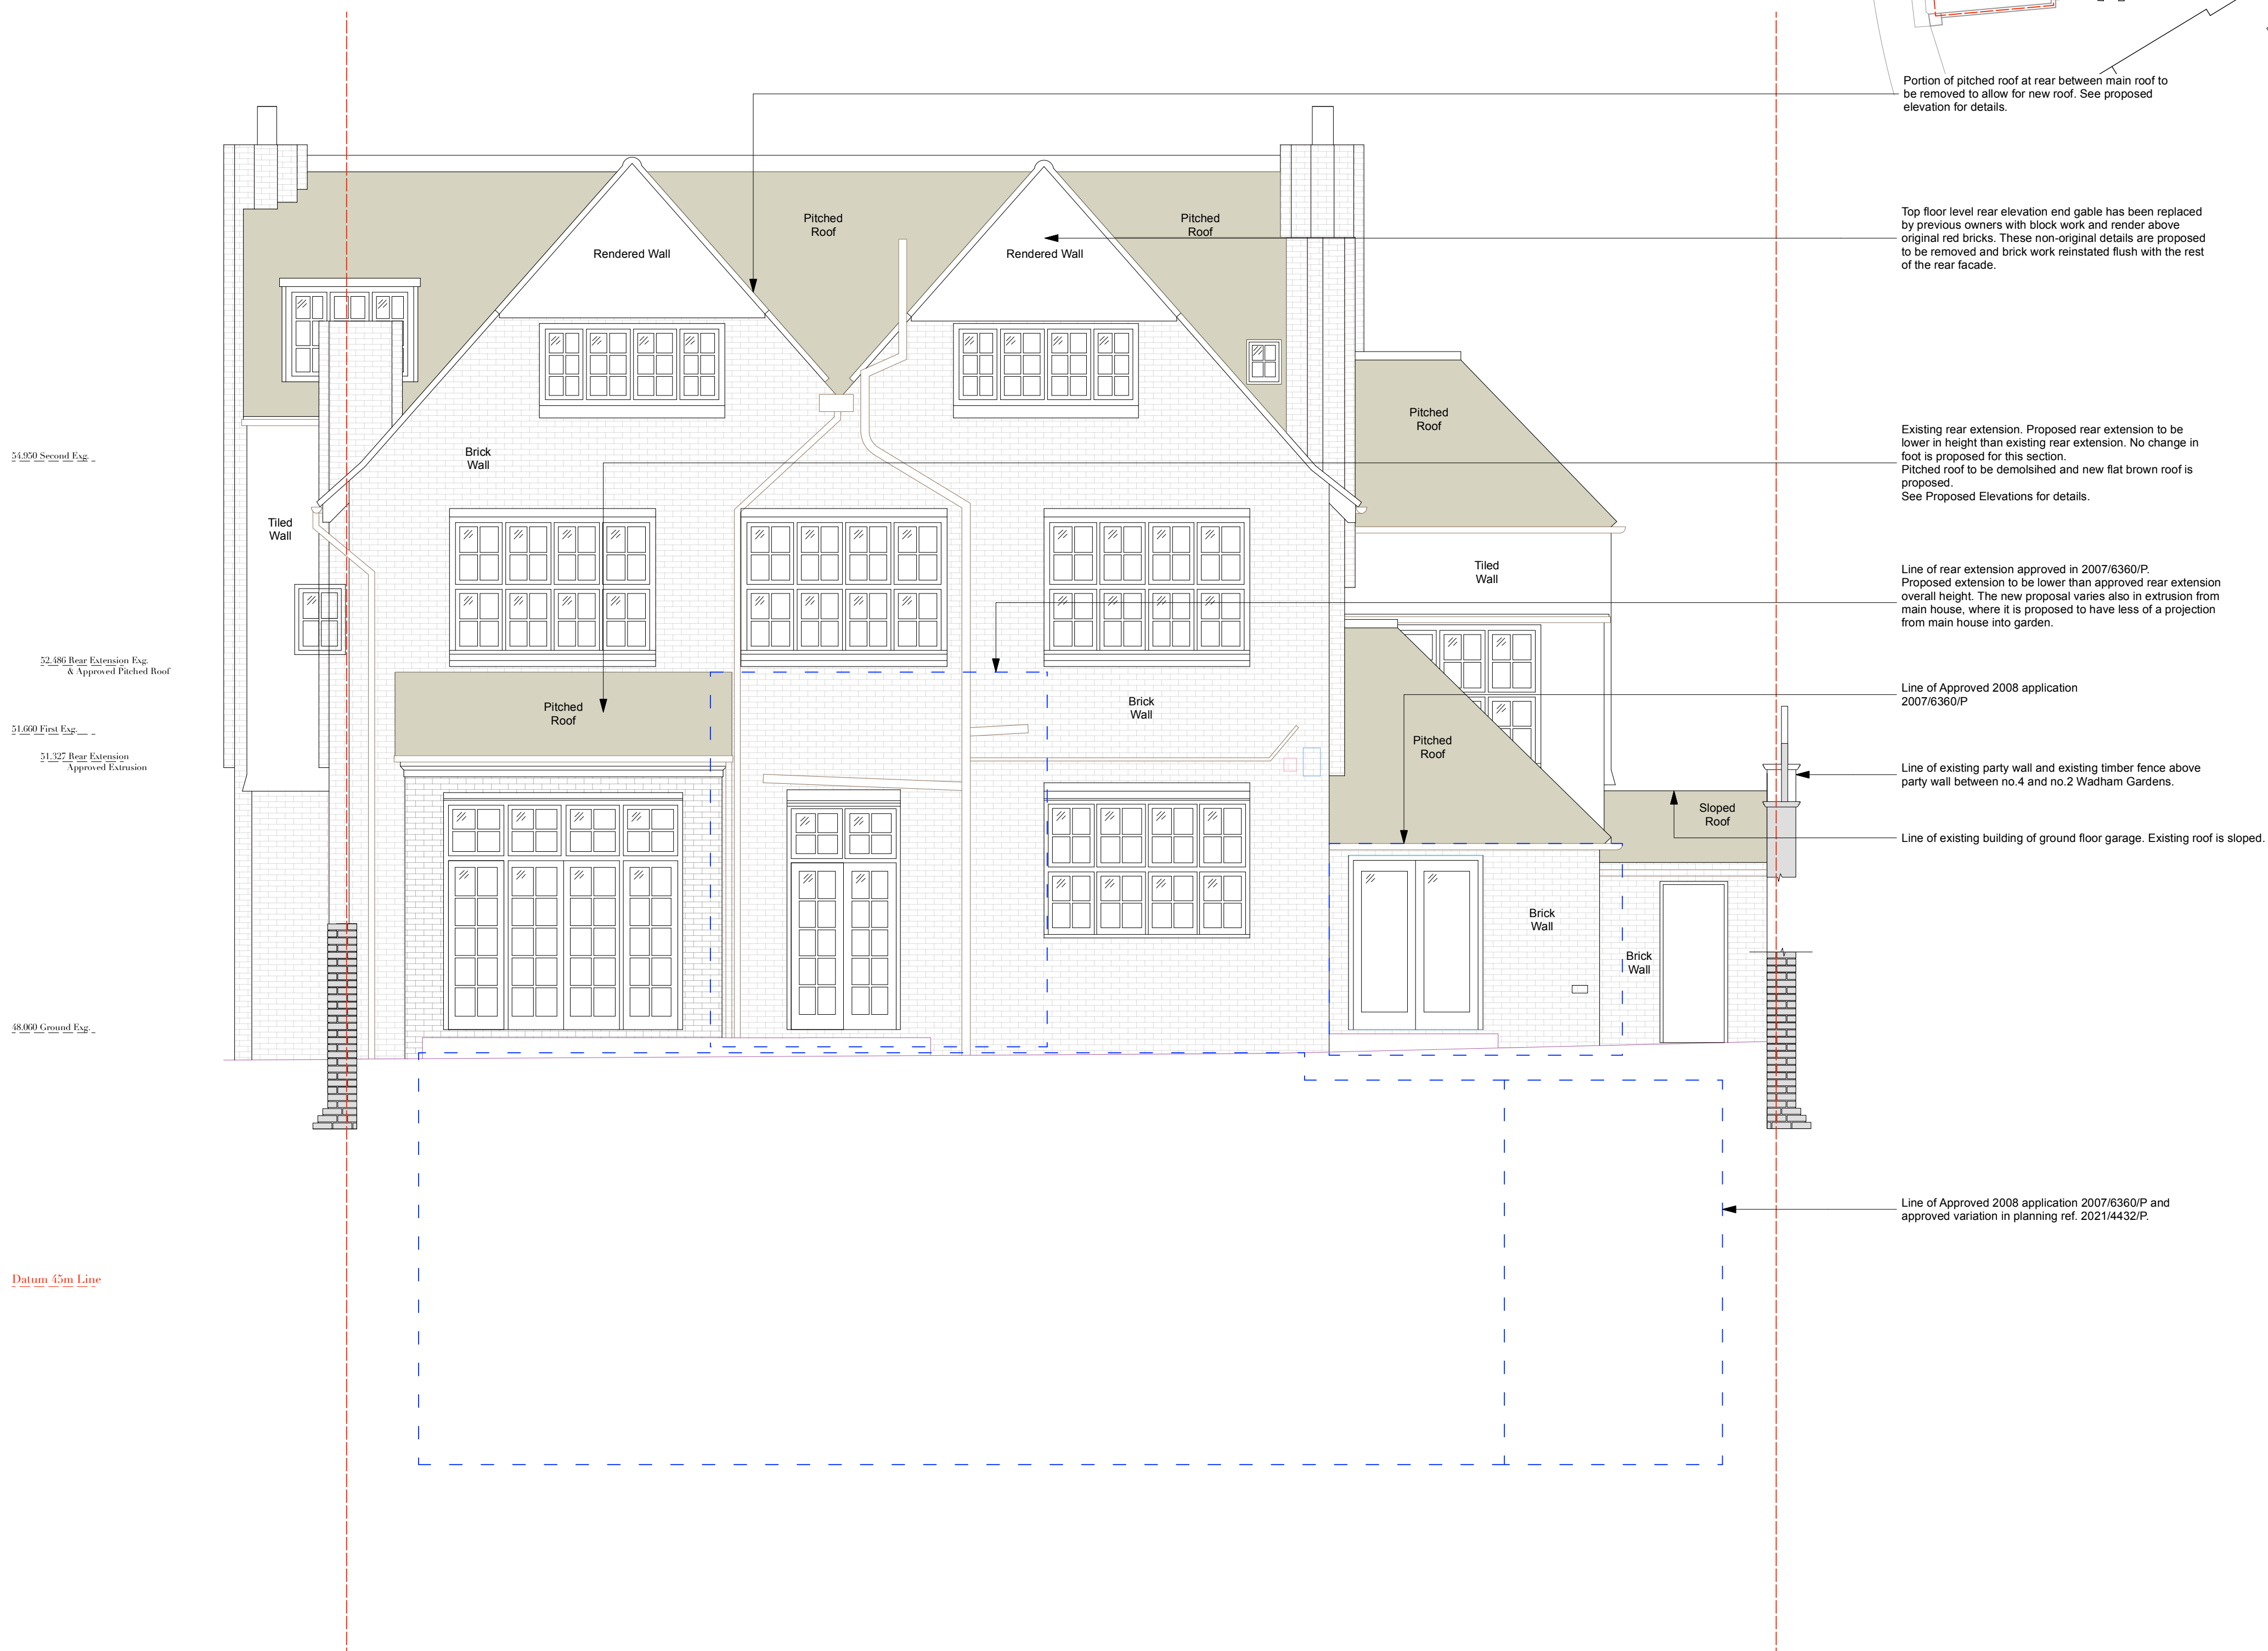 Portion of pitched roof at rear between main roof to
be removed to allow for new roof. See proposed
elevation for details.
Top floor level rear elevation end gable has been replaced
by previous owners with block work and render above
original red bricks. These non-original details are proposed
to be removed and brick work reinstated flush with the rest
of the rear facade.
Pitched
Roof
Pitched
Roof
Rendered Wall
Rendered Wall
Pitched
Roof
Existing rear extension. Proposed rear extension to be
lower in height than existing rear extension. No change in
foot is proposed for this section.
Pitched roof to be demolsihed and new flat brown roof is
proposed.
See Proposed Elevations for details.
54.950 Second Exg.
Brick
Wall
Tiled
Wall
Tiled
Wall
Line of rear extension approved in 2007/6360/P.
Proposed extension to be lower than approved rear extension
overall height. The new proposal varies also in extrusion from
main house, where it is proposed to have less of a projection
from main house into garden.
52.486 Rear Extension Exg.
& Approved Pitched Roof
Line of Approved 2008 application
2007/6360/P
Pitched
Roof
Brick
Wall
51.660 First Exg.
Pitched
Roof
51.327 Rear Extension
Approved Extrusion
Line of existing party wall and existing timber fence above
party wall between no.4 and no.2 Wadham Gardens.
Sloped
Roof
Line of existing building of ground floor garage. Existing roof is sloped.
Brick
Wall
Brick
Wall
48.060 Ground Exg.
Line of Approved 2008 application 2007/6360/P and
approved variation in planning ref. 2021/4432/P.
Datum 45m Line